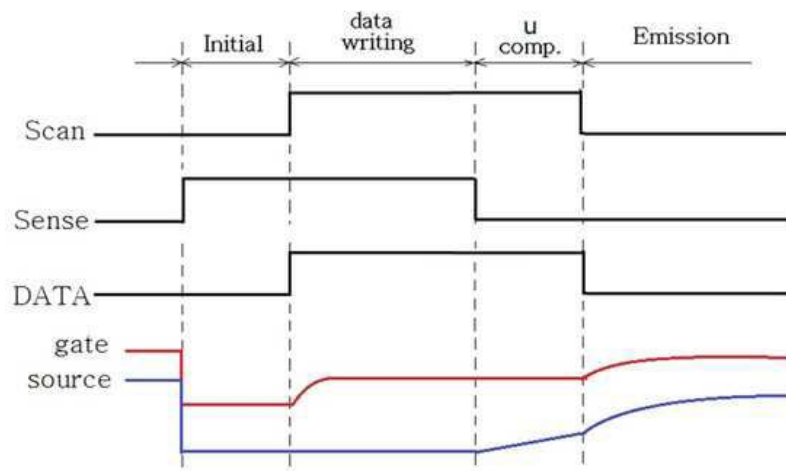 Initial
data
writing
u
comp.
Emission
Scan
Sense
DATA
gate
source